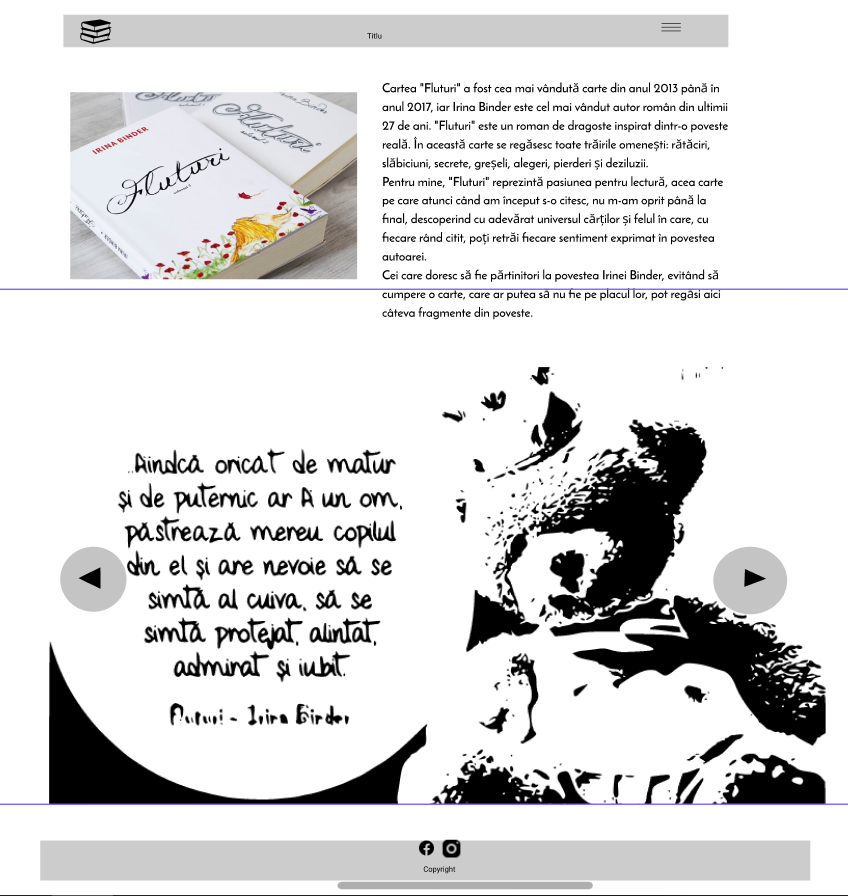 Titlu
IRINA BINDER
Fluturi
Fluturi
Fluturi
Cartea "Fluturi" a fost cea mai vândută carte din anul 2013 până în
anul 2017, iar Irina Binder este cel mai vândut autor român din ultimii
27 de ani. "Fluturi" este un roman de dragoste inspirat dintr-o poveste
reală. În această carte se regăsesc toate trăirile omenești: rătăciri,
slăbiciuni, secrete, greșeli, alegeri, pierderi și deziluzii.
Pentru mine, "Fluturi" reprezintă pasiunea pentru lectură, acea carte
pe care atunci când am început s-o citesc, nu m-am oprit până la
final, descoperind cu adevărat universul cărților și felul în care, cu
fiecare rând citit, poți retrăi fiecare sentiment exprimat în povestea
autoarei.
Cei care doresc să fie părtinitori la povestea Irinei Binder, evitând să
cumpere o carte, care ar putea să nu fie pe placul lor, pot regăsi aici
câteva fragmente din poveste.
„Aindcă oricât de matur
și de puternic ar A un om,
păstrează mereu copilul
din el și are nevoie să se
simtă al cuiva, să se
simtă protejat, alintat,
admirat și iubit.
Fluturi - Irina Binder
Copyright